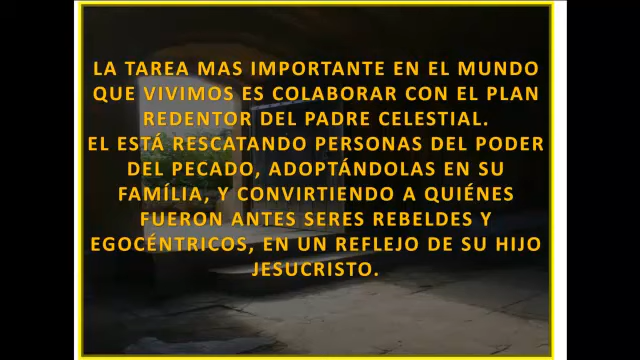 LA TAREA MAS IMPORTANTE EN EL MUNDO
QUE VIVIMOS ES COLABORAR CON EL PLAN
REDENTOR DEL PADRE CELESTIAL.
EL ESTÁ RESCATANDO PERSONAS DEL PODER
DEL PECADO, ADOPTÁNDOLAS EN SU
FAMÍLIA, Y CONVIRTIENDO A QUIÉNES
FUERON ANTES SERES REBELDES Y
EGOCÉNTRICOS, EN UN REFLEJO DE SU HIJO
JESUCRISTO.